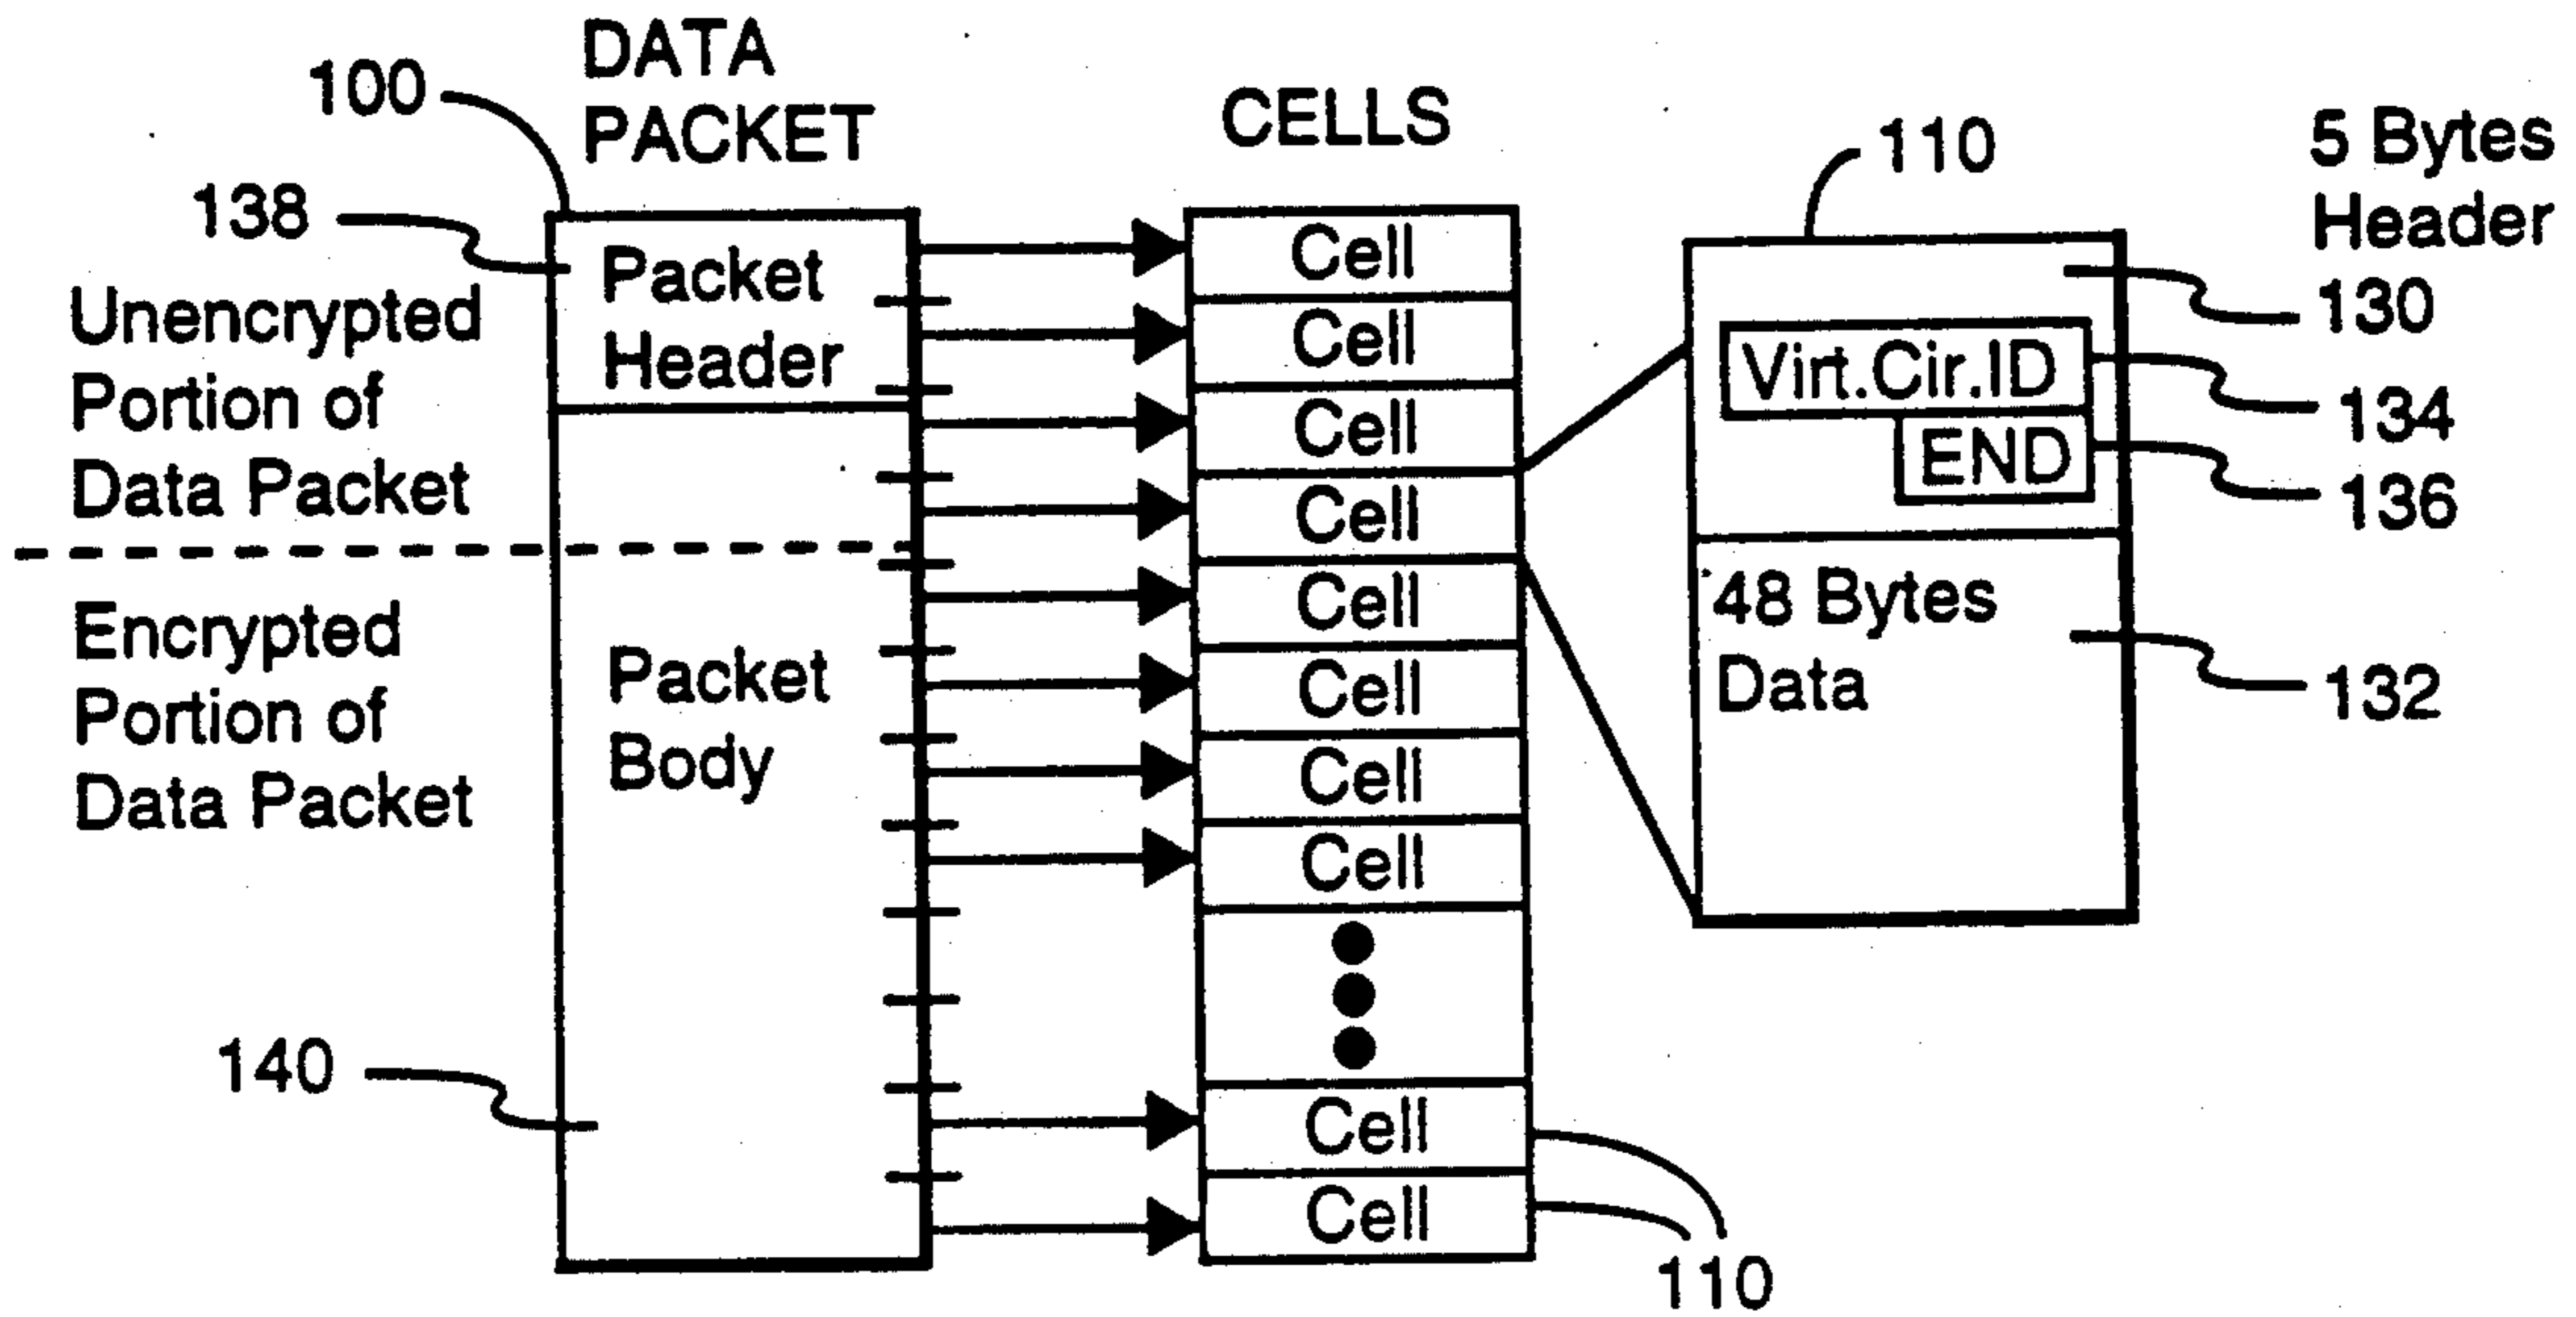 DATA
PACKET
100
138
Unencrypted
Portion of
Data Packet
Encrypted
Portion of
Data Packet
140
Packet
Header
Packet
Body
CELLS
Cell
Cell
Cell
Cell
Cell
Cell
Cell
Cell
Cell
Cell
110
110
5 Bytes
Header
130
Virt.Cir.ID
134
END
136
48 Bytes
Data
132